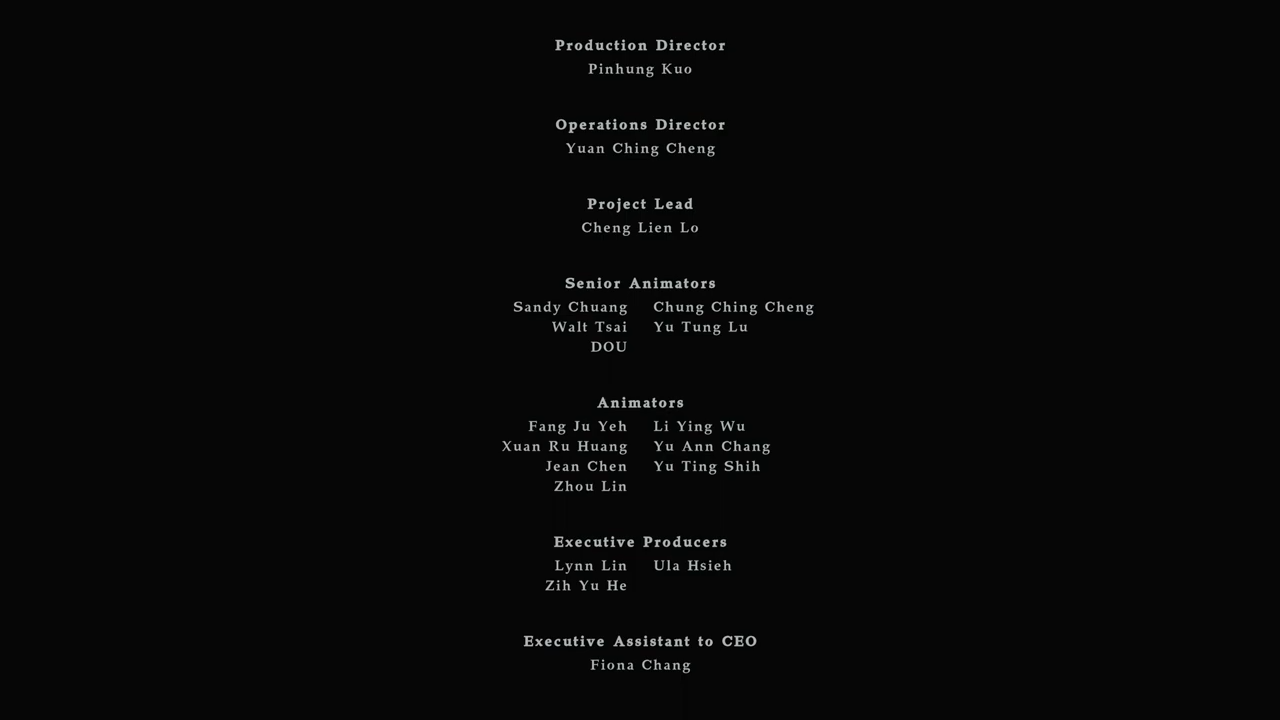 Production Director
Pinhung Kuo
Operations Director
Yuan Ching Cheng
Project Lead
Cheng Lien Lo
Senior Animators
Sandy Chuang Chung Ching Cheng
Walt Tsai Yu Tung Lu
DOU
Animators
Fang Ju Yeh Li Ying Wu
Xuan Ru Huang Yu Ann Chang
Jean Chen Yu Ting Shih
Zhou Lin
Executive Producers
Lynn Lin Ula Hsieh
Zih Yu He
Executive Assistant to CEO
Fiona Chang